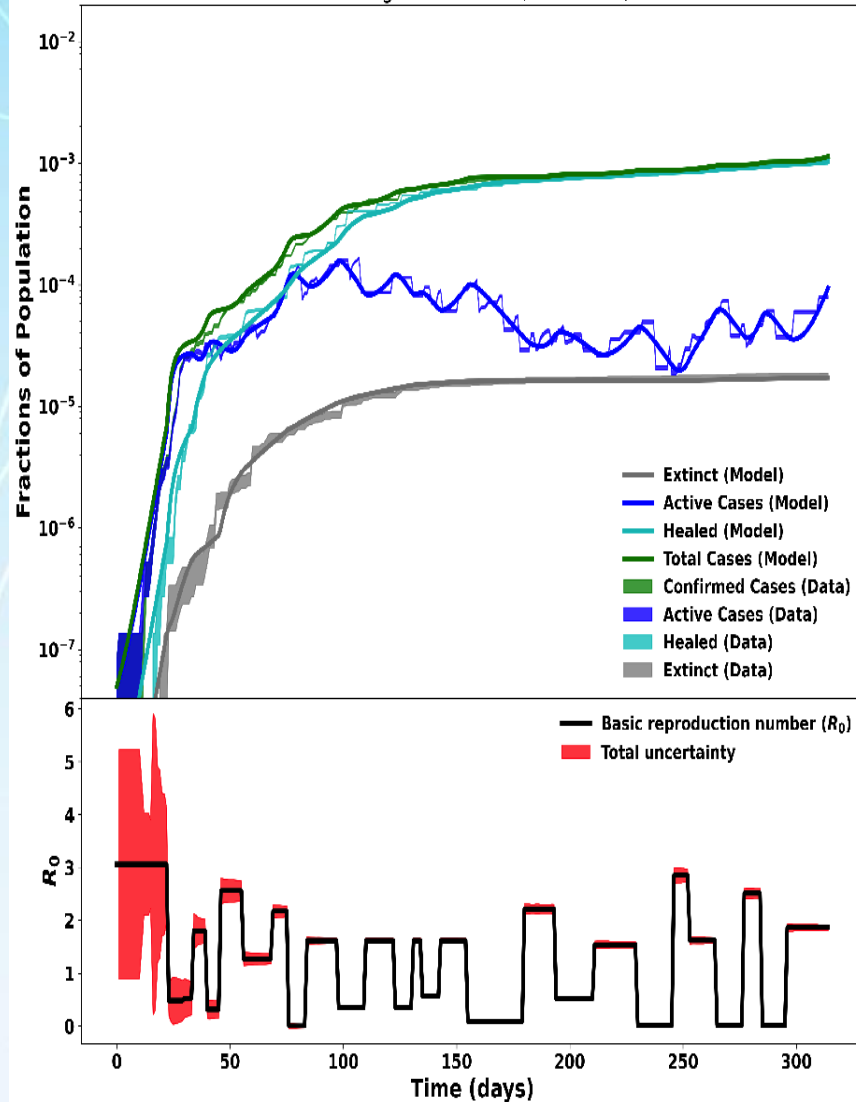 10⁻²
10⁻³
10⁻⁴
10⁻⁵
10⁻⁶
10⁻⁷
Fractions of Population
Extinct (Model)
Active Cases (Model)
Healed (Model)
Total Cases (Model)
Confirmed Cases (Data)
Active Cases (Data)
Healed (Data)
Extinct (Data)
6
5
4
3
2
1
0
R₀
Basic reproduction number (R₀)
Total uncertainty
0 50 100 150 200 250 300
Time (days)